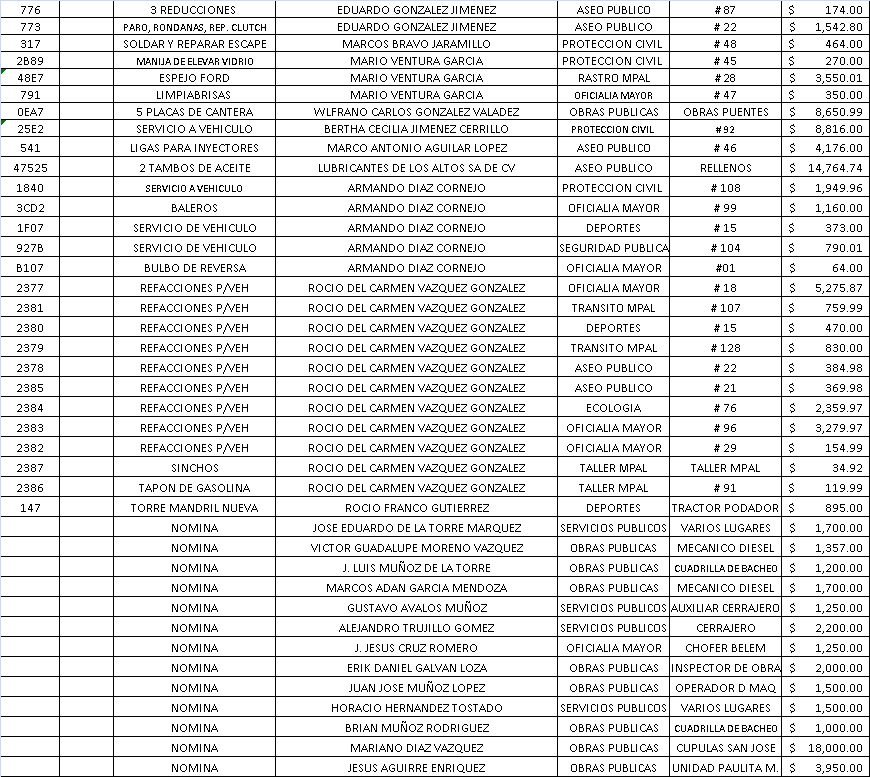 776 3 REDUCCIONES EDUARDO GONZALEZ JIMENEZ ASEO PUBLICO # 87 $ 174.00
773 PARO, RONDANAS, REP. CLUTCH EDUARDO GONZALEZ JIMENEZ ASEO PUBLICO # 22 $ 1,542.80
317 SOLDAR Y REPARAR ESCAPE MARCOS BRAVO JARAMILLO PROTECCION CIVIL # 48 $ 464.00
2B89 MANIJA DE ELEVAR VIDRIO MARIO VENTURA GARCIA PROTECCION CIVIL # 45 $ 270.00
48E7 ESPEJO FORD MARIO VENTURA GARCIA RASTRO MPAL # 28 $ 3,550.01
791 LIMPIABRISAS MARIO VENTURA GARCIA OFICIALIA MAYOR # 47 $ 350.00
0EA7 5 PLACAS DE CANTERA WLFRANO CARLOS GONZALEZ VALADEZ OBRAS PUBLICAS OBRAS PUENTES $ 8,650.99
25E2 SERVICIO A VEHICULO BERTHA CECILIA JIMENEZ CERRILLO PROTECCION CIVIL # 92 $ 8,816.00
541 LIGAS PARA INYECTORES MARCO ANTONIO AGUILAR LOPEZ ASEO PUBLICO # 46 $ 4,176.00
47525 2 TAMBOS DE ACEITE LUBRICANTES DE LOS ALTOS SA DE CV ASEO PUBLICO RELLENOS $ 14,764.74
1840 SERVICIO A VEHICULO ARMANDO DIAZ CORNEJO PROTECCION CIVIL # 108 $ 1,949.96
3CD2 BALEROS ARMANDO DIAZ CORNEJO OFICIALIA MAYOR # 99 $ 1,160.00
1F07 SERVICIO DE VEHICULO ARMANDO DIAZ CORNEJO DEPORTES # 15 $ 373.00
927B SERVICIO DE VEHICULO ARMANDO DIAZ CORNEJO SEGURIDAD PUBLICA # 104 $ 790.01
B107 BULBO DE REVERSA ARMANDO DIAZ CORNEJO OFICIALIA MAYOR #01 $ 64.00
2377 REFACCIONES P/VEH ROCIO DEL CARMEN VAZQUEZ GONZALEZ OFICIALIA MAYOR # 18 $ 5,275.87
2381 REFACCIONES P/VEH ROCIO DEL CARMEN VAZQUEZ GONZALEZ TRANSITO MPAL # 107 $ 759.99
2380 REFACCIONES P/VEH ROCIO DEL CARMEN VAZQUEZ GONZALEZ DEPORTES # 15 $ 470.00
2379 REFACCIONES P/VEH ROCIO DEL CARMEN VAZQUEZ GONZALEZ TRANSITO MPAL # 128 $ 830.00
2378 REFACCIONES P/VEH ROCIO DEL CARMEN VAZQUEZ GONZALEZ ASEO PUBLICO # 22 $ 384.98
2385 REFACCIONES P/VEH ROCIO DEL CARMEN VAZQUEZ GONZALEZ ASEO PUBLICO # 21 $ 369.98
2384 REFACCIONES P/VEH ROCIO DEL CARMEN VAZQUEZ GONZALEZ ECOLOGIA # 76 $ 2,359.97
2383 REFACCIONES P/VEH ROCIO DEL CARMEN VAZQUEZ GONZALEZ OFICIALIA MAYOR # 96 $ 3,279.97
2382 REFACCIONES P/VEH ROCIO DEL CARMEN VAZQUEZ GONZALEZ OFICIALIA MAYOR # 29 $ 154.99
2387 SINCHOS ROCIO DEL CARMEN VAZQUEZ GONZALEZ TALLER MPAL TALLER MPAL $ 34.92
2386 TAPON DE GASOLINA ROCIO DEL CARMEN VAZQUEZ GONZALEZ TALLER MPAL # 91 $ 119.99
147 TORRE MANDRIL NUEVA ROCIO FRANCO GUTIERREZ DEPORTES TRACTOR PODADOR $ 895.00
NOMINA JOSE EDUARDO DE LA TORRE MARQUEZ SERVICIOS PUBLICOS VARIOS LUGARES $ 1,700.00
NOMINA VICTOR GUADALUPE MORENO VAZQUEZ OBRAS PUBLICAS MECANICO DIESEL $ 1,357.00
NOMINA J. LUIS MUÑOZ DE LA TORRE OBRAS PUBLICAS CUADRILLA DE BACHEO $ 1,200.00
NOMINA MARCOS ADAN GARCIA MENDOZA OBRAS PUBLICAS MECANICO DIESEL $ 1,700.00
NOMINA GUSTAVO AVALOS MUÑOZ SERVICIOS PUBLICOS AUXILIAR CERRAJERO $ 1,250.00
NOMINA ALEJANDRO TRUJILLO GOMEZ SERVICIOS PUBLICOS CERRAJERO $ 2,200.00
NOMINA J. JESUS CRUZ ROMERO OFICIALIA MAYOR CHOFER BELEM $ 1,250.00
NOMINA ERIK DANIEL GALVAN LOZA OBRAS PUBLICAS INSPECTOR DE OBRA $ 2,000.00
NOMINA JUAN JOSE MUÑOZ LOPEZ OBRAS PUBLICAS OPERADOR D MAQ $ 1,500.00
NOMINA HORACIO HERNANDEZ TOSTADO SERVICIOS PUBLICOS VARIOS LUGARES $ 1,500.00
NOMINA BRIAN MUÑOZ RODRIGUEZ OBRAS PUBLICAS CUADRILLA DE BACHEO $ 1,000.00
NOMINA MARIANO DIAZ VAZQUEZ OBRAS PUBLICAS CUPULAS SAN JOSE $ 18,000.00
NOMINA JESUS AGUIRRE ENRIQUEZ OBRAS PUBLICAS UNIDAD PAULITA M. $ 3,950.00